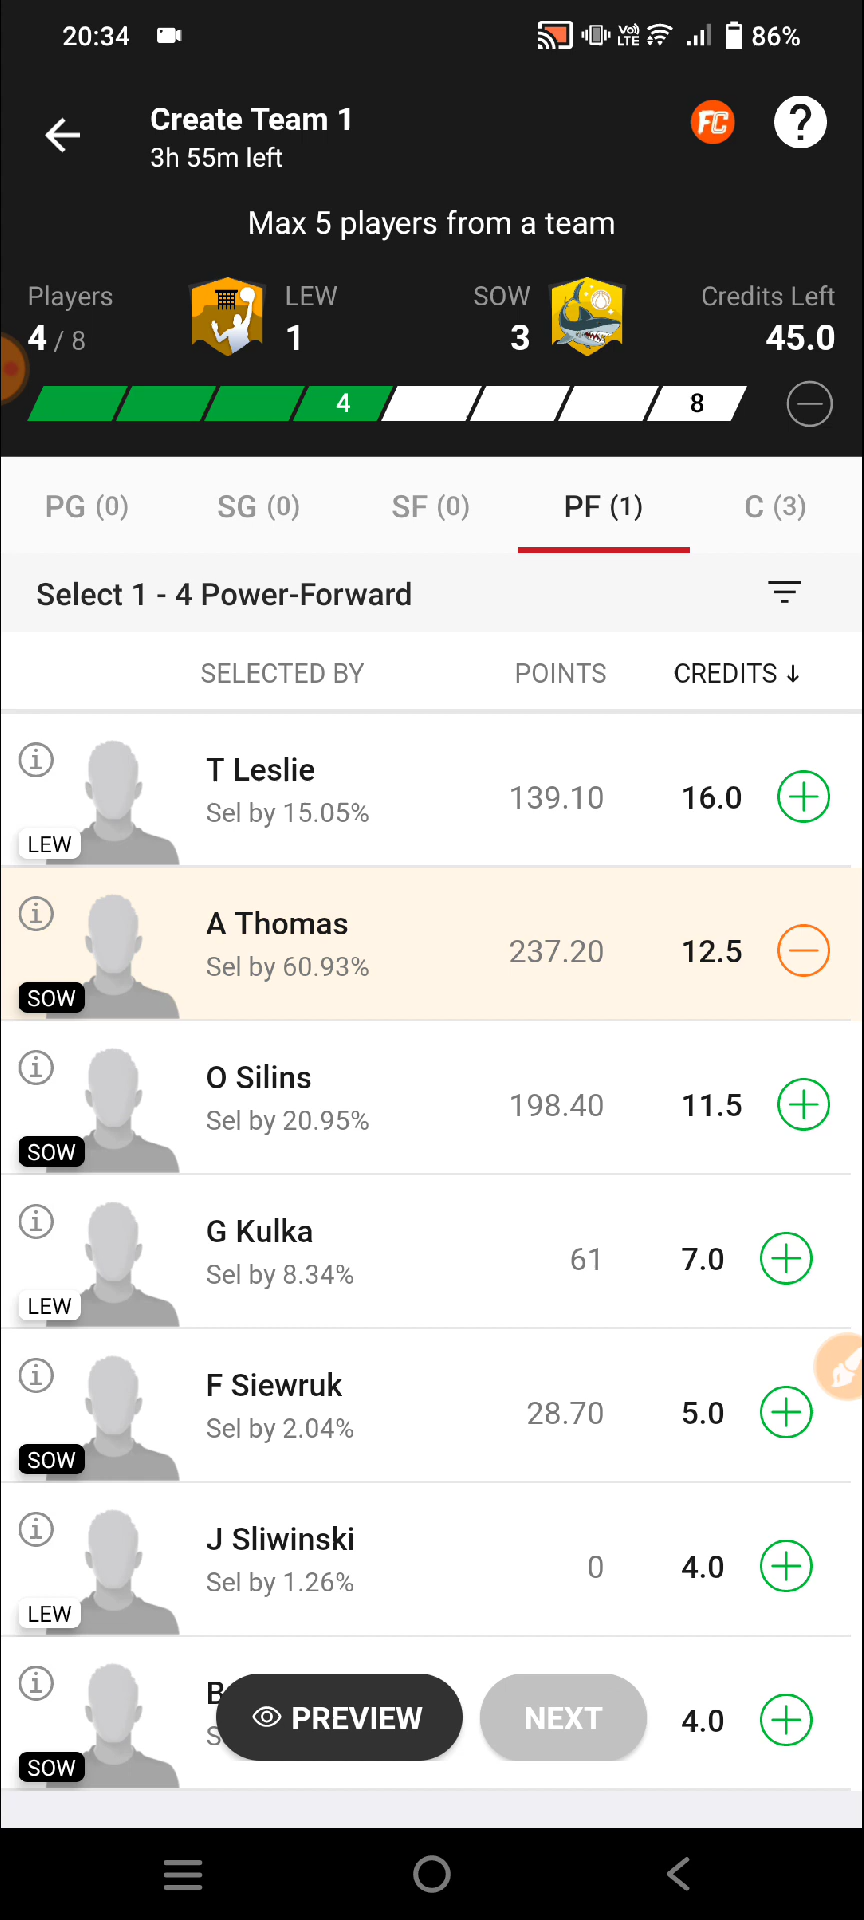 20:34
Vo)
LTE
86%
Create Team 1
3h 55m left
FC
?
Max 5 players from a team
Players
4 / 8
LEW
1
SOW
3
Credits Left
45.0
4
8
PG (0)
SG (0)
SF (0)
PF (1)
C (3)
Select 1 - 4 Power-Forward
SELECTED BY
POINTS
CREDITS ↓
T Leslie
Sel by 15.05%
139.10
16.0
LEW
A Thomas
Sel by 60.93%
237.20
12.5
SOW
O Silins
Sel by 20.95%
198.40
11.5
SOW
G Kulka
Sel by 8.34%
61
7.0
LEW
F Siewruk
Sel by 2.04%
28.70
5.0
SOW
J Sliwinski
Sel by 1.26%
0
4.0
LEW
4.0
SOW
PREVIEW
NEXT